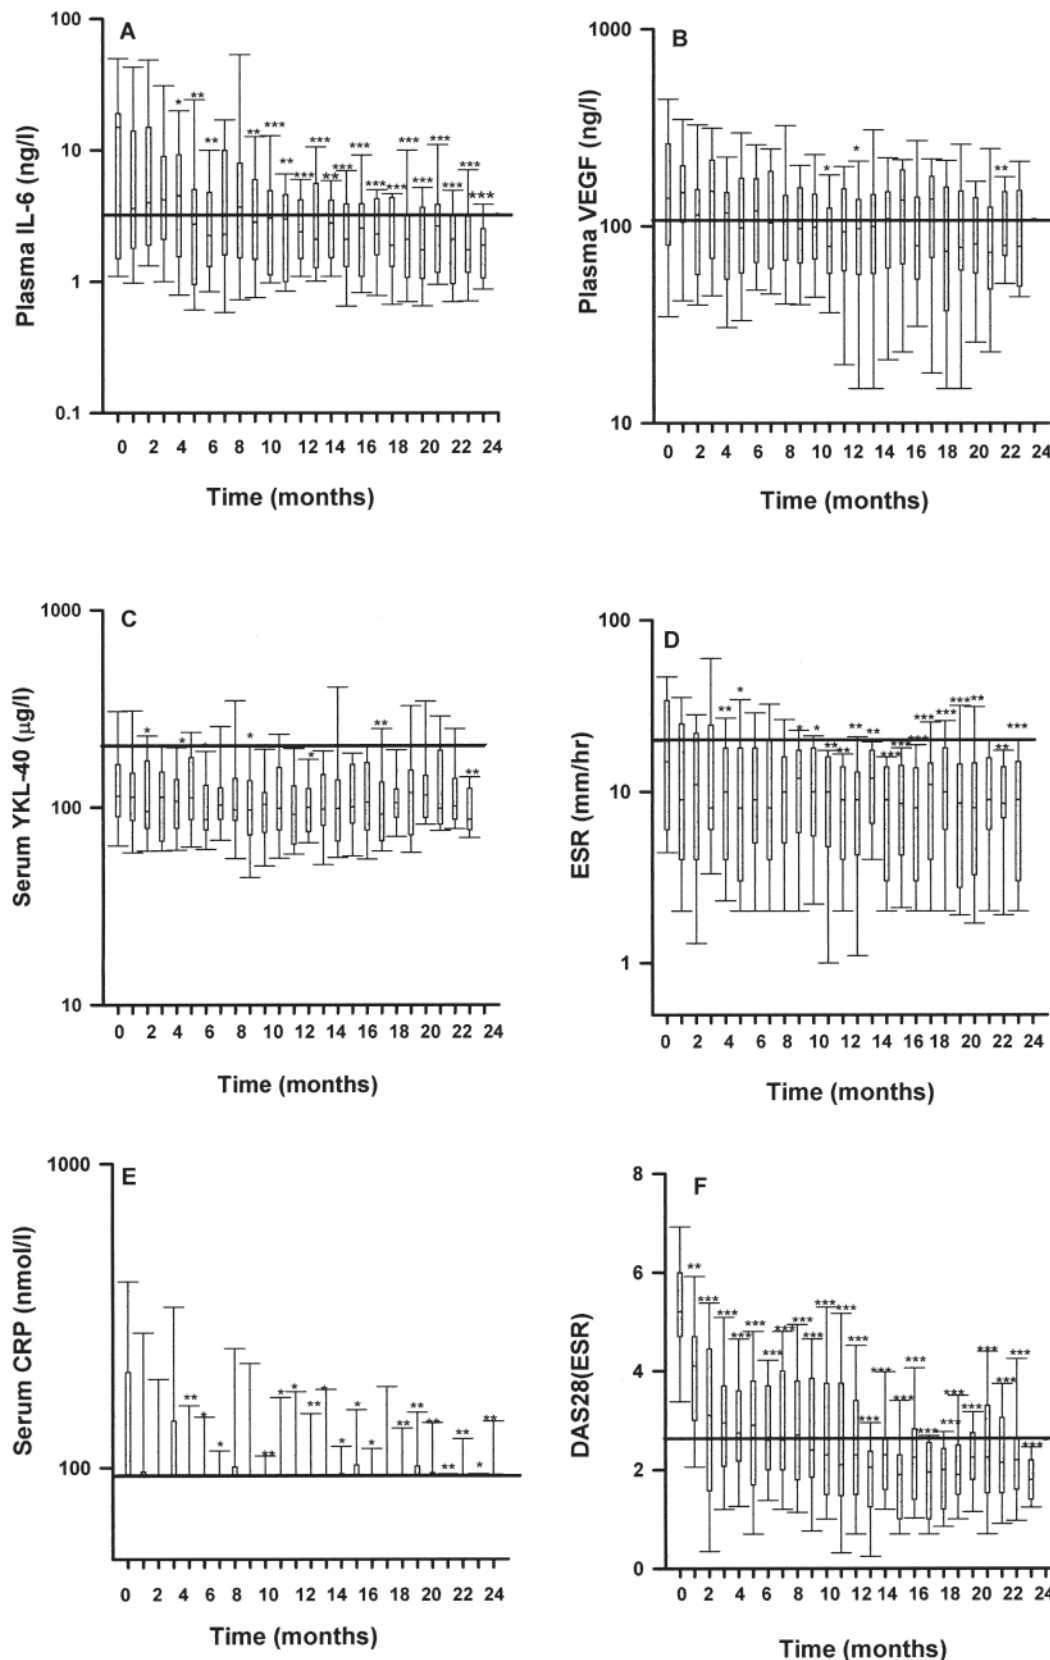 A
Plasma IL-6 (ng/l)
100
10
1
0.1
* ** ** ** *** ** *** *** ** *** *** *** *** *** *** *** *** *** ***
0 2 4 6 8 10 12 14 16 18 20 22 24
Time (months)
B
Plasma VEGF (ng/l)
1000
100
10
* * **
0 2 4 6 8 10 12 14 16 18 20 22 24
Time (months)
C
Serum YKL-40 (µg/l)
1000
100
10
* * * * * ** **
0 2 4 6 8 10 12 14 16 18 20 22 24
Time (months)
D
ESR (mm/hr)
100
10
1
0 2 4 6 8 10 12 14 16 18 20 22 24
Time (months)
E
Serum CRP (nmol/l)
1000
100
0 2 4 6 8 10 12 14 16 18 20 22 24
Time (months)
F
DAS28(ESR)
8
6
4
2
0
0 2 4 6 8 10 12 14 16 18 20 22 24
Time (months)